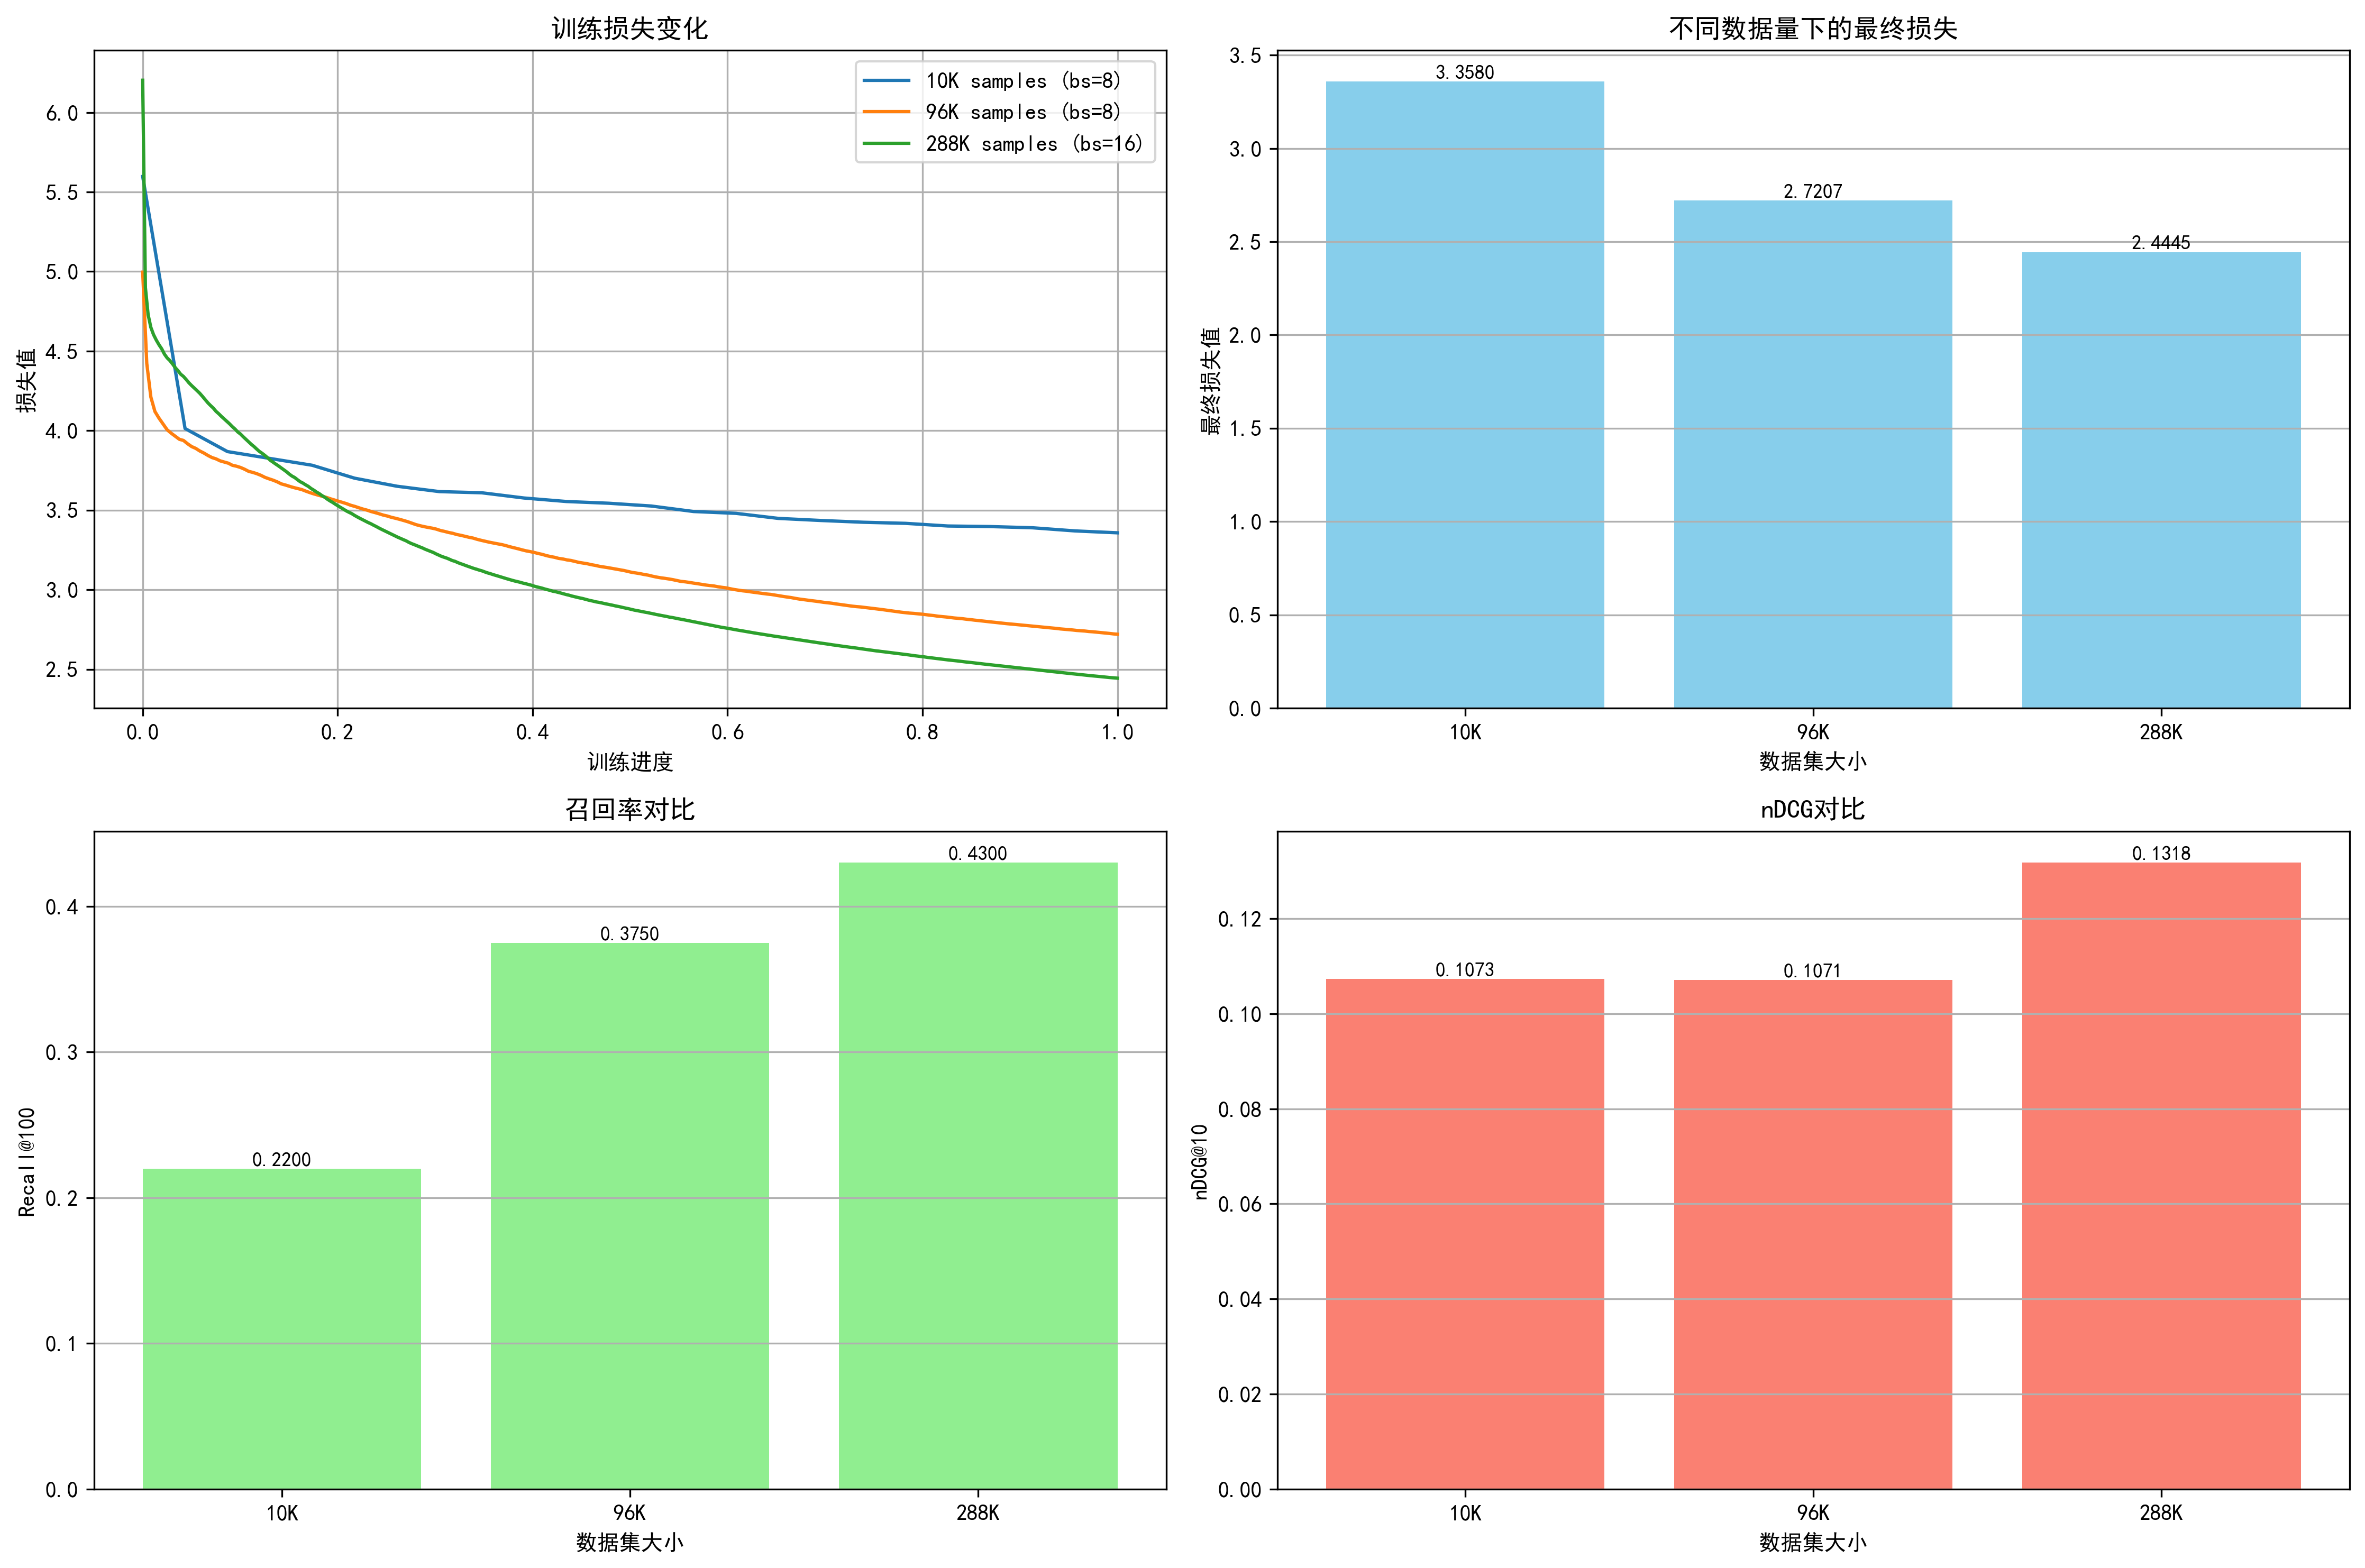 训练损失变化
10K samples (bs=8)
96K samples (bs=8)
288K samples (bs=16)
6.0
5.5
5.0
4.5
4.0
3.5
3.0
2.5
损失值
0.0 0.2 0.4 0.6 0.8 1.0
训练进度
不同数据量下的最终损失
3.5
3.0
2.5
2.0
1.5
1.0
0.5
0.0
最终损失值
3.3580
2.7207
2.4445
10K 96K 288K
数据集大小
召回率对比
0.4
0.3
0.2
0.1
0.0
Recall@100
0.2200
0.3750
0.4300
10K 96K 288K
数据集大小
nDCG对比
0.12
0.10
0.08
0.06
0.04
0.02
0.00
nDCG@10
0.1073
0.1071
0.1318
10K 96K 288K
数据集大小